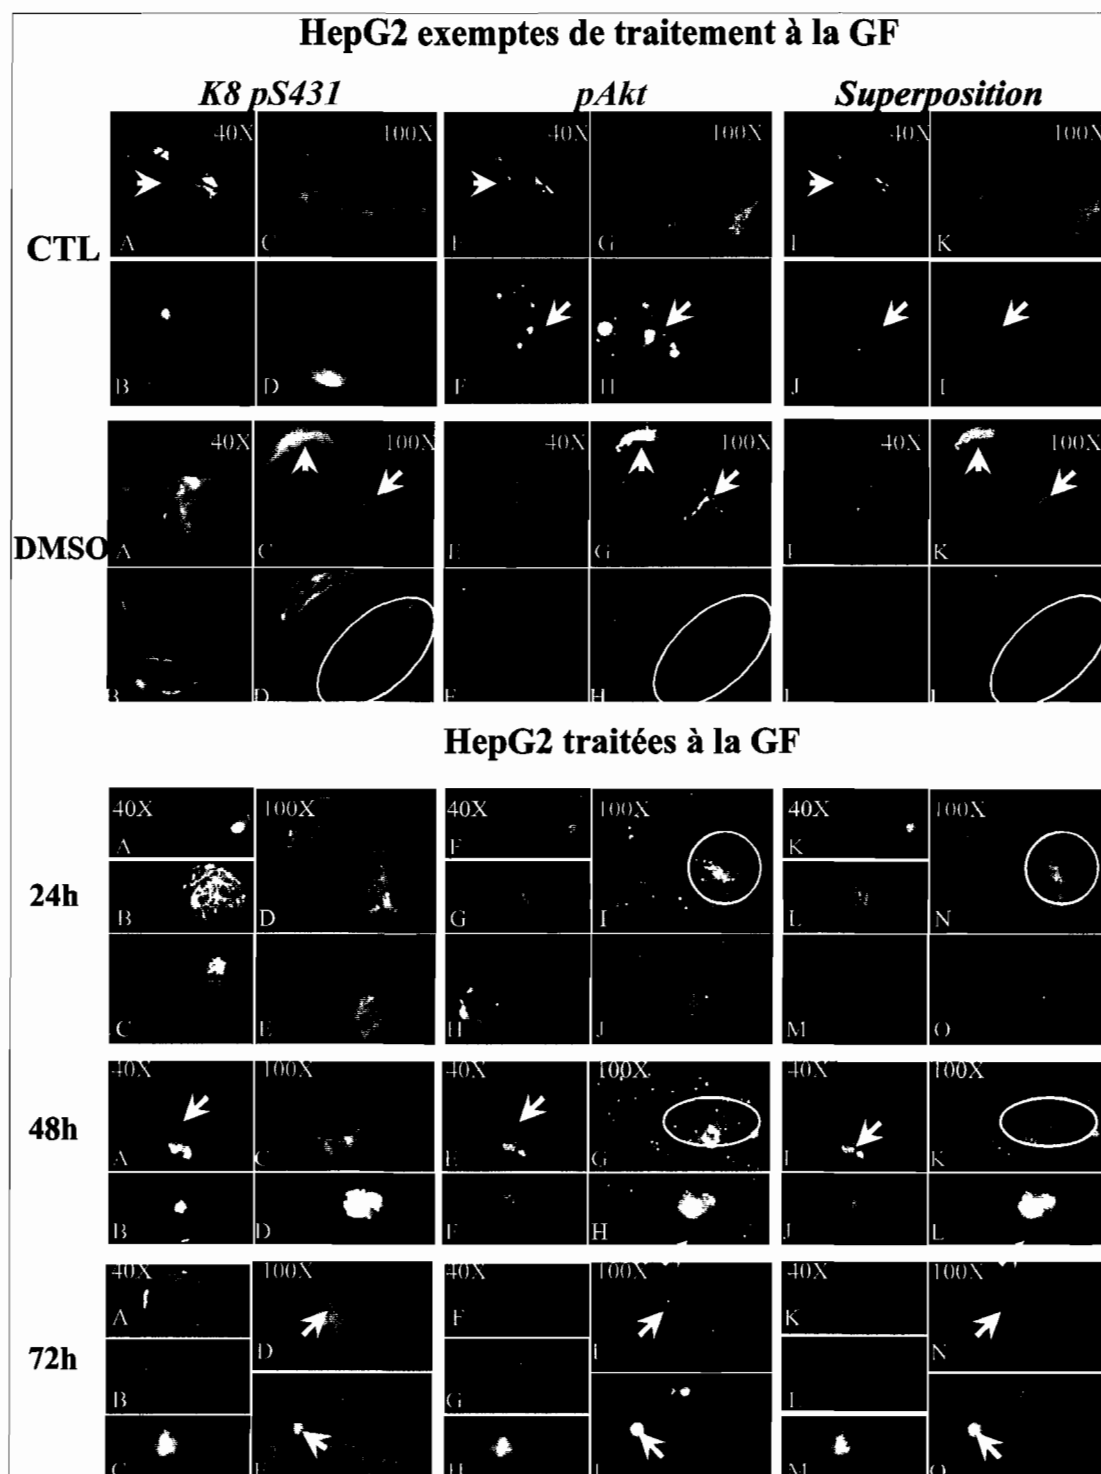 HepG2 exemptes de traitement à la GF
K8 pS431 pAkt Superposition
40X 100X 40X 100X 40X 100X
A C E G I K
CTL
B D F H J
DMSO
40X 100X 40X 100X 40X 100X
A C E G I K
B D F H L
HepG2 traitées à la GF
40X 100X 40X 100X 40X 100X
A F K
24h
B D G I L N
C E H J M O
40X 100X 40X 100X 40X 100X
48h
A C E G I K
B D F H J L
40X 100X 40X 100X 40X 100X
A F K
D N
72h
B G
C E H M O